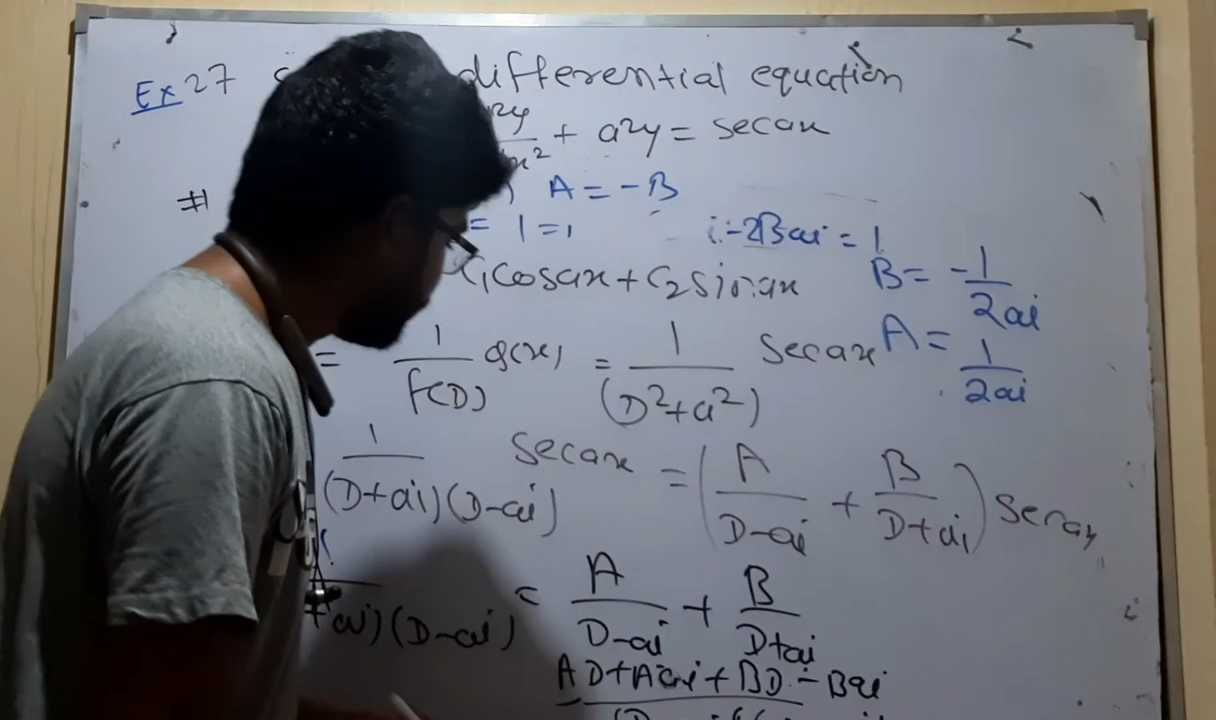 Ex 27 differential equation
+ a²y = secax
# A = -B
= 1 = 1 ∴ -2Bai = 1
C₁cosax + C₂sinax B = -1/2ai
= 1/f(D) Q(x) = 1/(D²+a²) secax A = 1/2ai
1/(D+ai)(D-ai) secax = (A/D-ai + B/D+ai) secax
ai)(D-ai) = A/D-ai + B/D+ai
AD+Aai+BD-Bai